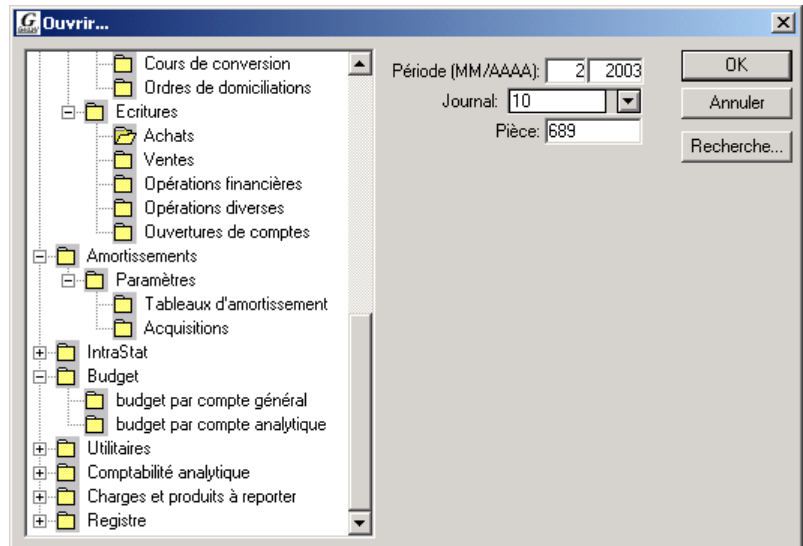 Ouvrir...
Cours de conversion
Ordres de domiciliations
Ecritures
Achats
Ventes
Opérations financières
Opérations diverses
Ouvertures de comptes
Amortissements
Paramètres
Tableaux d'amortissement
Acquisitions
IntraStat
Budget
budget par compte général
budget par compte analytique
Utilitaires
Comptabilité analytique
Charges et produits à reporter
Registre
Période (MM/AAAA): 2 2003
Journal: 10
Pièce: 689
OK
Annuler
Recherche...